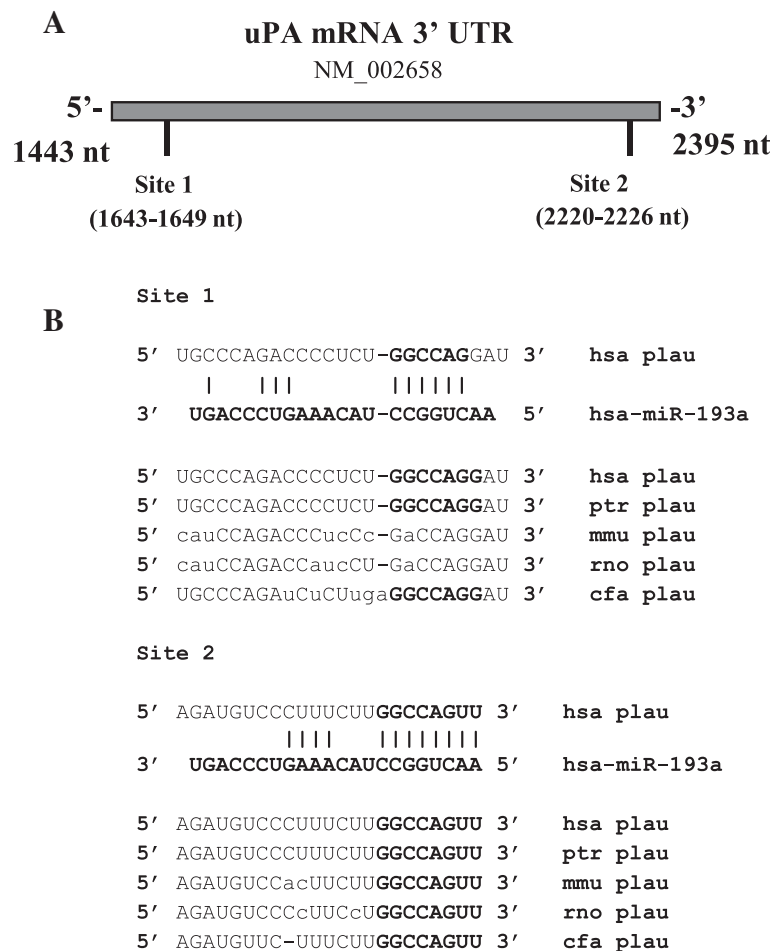 A
uPA mRNA 3’ UTR
NM_002658
5’- -3’
1443 nt 2395 nt
Site 1 Site 2
(1643-1649 nt) (2220-2226 nt)
B
Site 1
5’ UGCCCAGACCCCUCU-GGCCAGGAU 3’ hsa plau
| ||| ||||||
3’ UGACCCUGAAACAU-CCGGUCAA 5’ hsa-miR-193a
5’ UGCCCAGACCCCUCU-GGCCAGGAU 3’ hsa plau
5’ UGCCCAGACCCCUCU-GGCCAGGAU 3’ ptr plau
5’ cauCCAGACCCucCc-GaCCAGGAU 3’ mmu plau
5’ cauCCAGACCaucCU-GaCCAGGAU 3’ rno plau
5’ UGCCCAGAuCuCUugaGGCCAGGAU 3’ cfa plau
Site 2
5’ AGAUGUCCCUUUCUUGGCCAGUU 3’ hsa plau
|||| ||||||||
3’ UGACCCUGAAACAUCCGGUCAA 5’ hsa-miR-193a
5’ AGAUGUCCCUUUCUUGGCCAGUU 3’ hsa plau
5’ AGAUGUCCCUUUCUUGGCCAGUU 3’ ptr plau
5’ AGAUGUCCacUUCUUGGCCAGUU 3’ mmu plau
5’ AGAUGUCCCcUUCcUGGCCAGUU 3’ rno plau
5’ AGAUGUUC-UUUCUUGGCCAGUU 3’ cfa plau